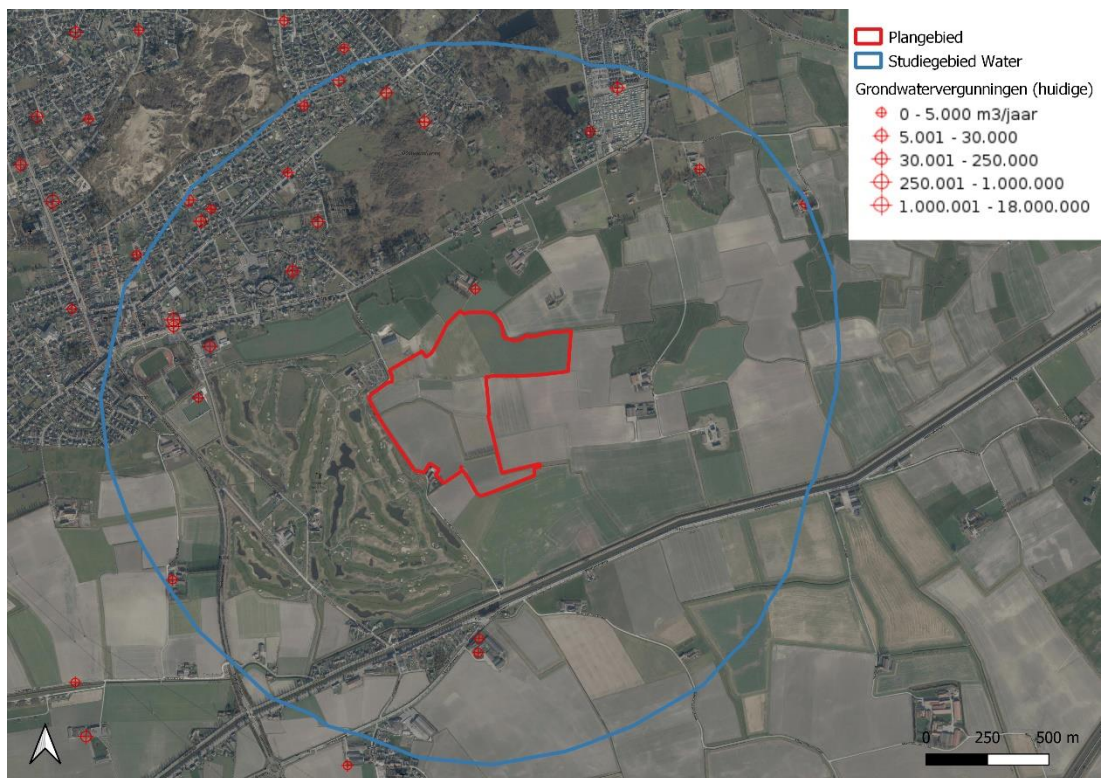 Plangebied
Studiegebied Water
Grondwatervergunningen (huidige)
0 - 5.000 m3/jaar
5.001 - 30.000
30.001 - 250.000
250.001 - 1.000.000
1.000.001 - 18.000.000
0 250 500 m